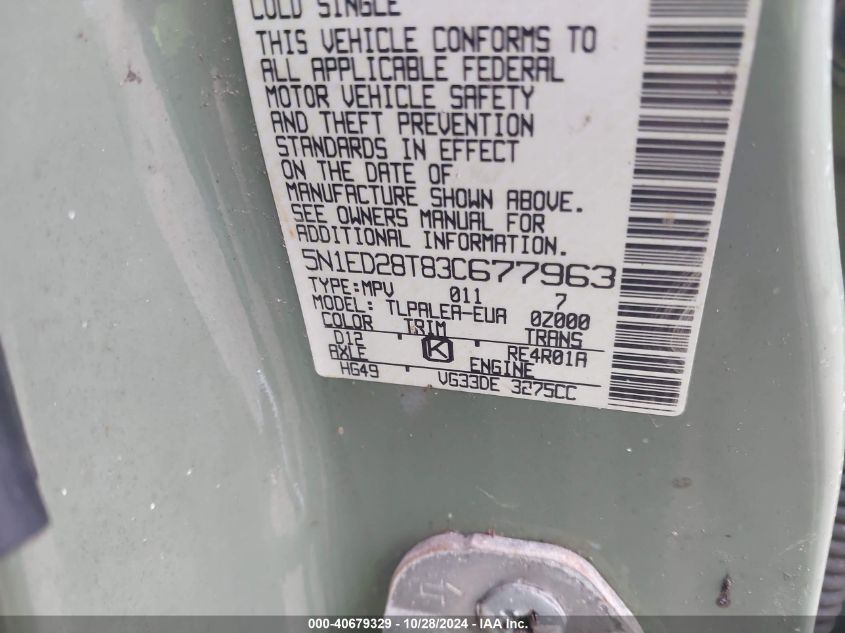 COLD SINGLE
THIS VEHICLE CONFORMS TO
ALL APPLICABLE FEDERAL
MOTOR VEHICLE SAFETY
AND THEFT PREVENTION
STANDARDS IN EFFECT
ON THE DATE OF
MANUFACTURE SHOWN ABOVE.
SEE OWNERS MANUAL FOR
ADDITIONAL INFORMATION.
5N1ED28T83C677963
TYPE:MPV 011 7
MODEL: TLPALEA-EUA 0Z000
COLOR TRIM TRANS
D12 K RE4R01A
AXLE ENGINE
HG49 VG33DE 3275CC
000-40679329 - 10/28/2024 - IAA Inc.